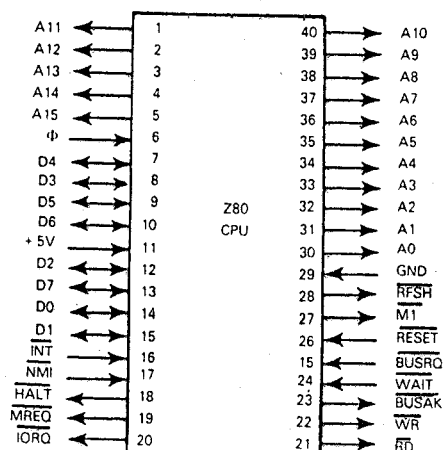 A11 1 40 A10
A12 2 39 A9
A13 3 38 A8
A14 4 37 A7
A15 5 36 A6
Φ 6 35 A5
D4 7 34 A4
D3 8 33 A3
D5 9 Z80 32 A2
D6 10 CPU 31 A1
+5V 11 30 A0
D2 12 29 GND
D7 13 28 RFSH
D0 14 27 M1
D1 15 26 RESET
INT 16 15 BUSRQ
NMI 17 24 WAIT
HALT 18 23 BUSAK
MREQ 19 22 WR
IORQ 20 21 RD